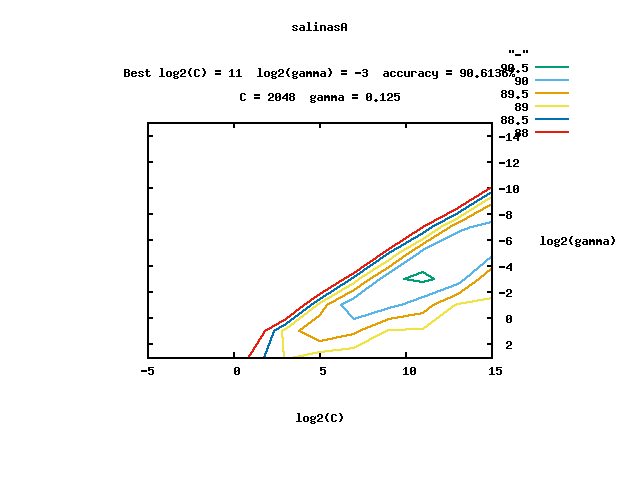 salinasA
"-"
Best log2(C) = 11 log2(gamma) = -3 accuracy = 90.6136%
90.5
90
C = 2048 gamma = 0.125
89.5
89
88.5
88
-14
-12
-10
-8
-6
log2(gamma)
-4
-2
0
2
-5 0 5 10 15
log2(C)